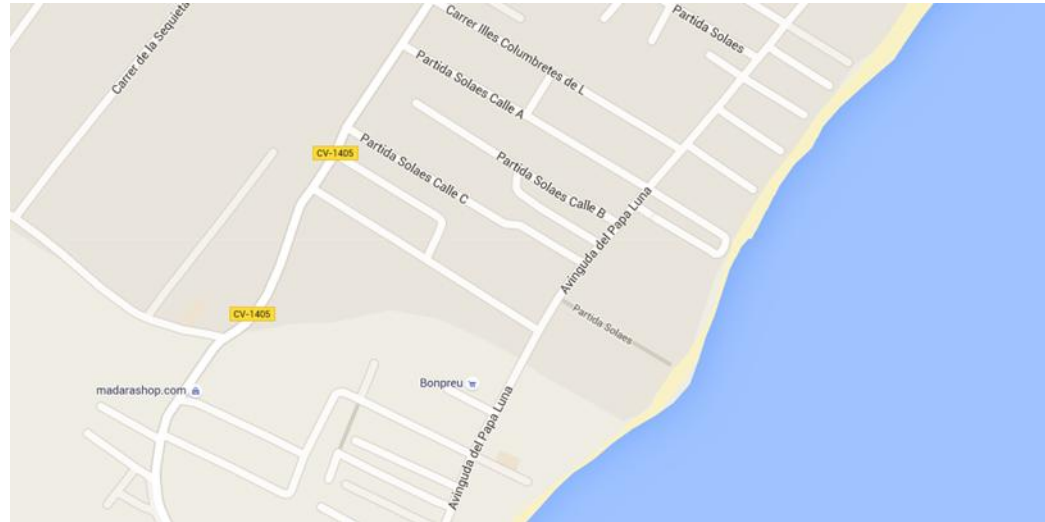 Carrer de la Sequieta
Carrer Illes Columbretes de L
Partida Solaes
Partida Solaes Calle A
CV-1405
Partida Solaes Calle C
Partida Solaes Calle B
Avinguda del Papa Luna
CV-1405
Partida Solaes
madarashop.com
Bonpreu
Avinguda del Papa Luna